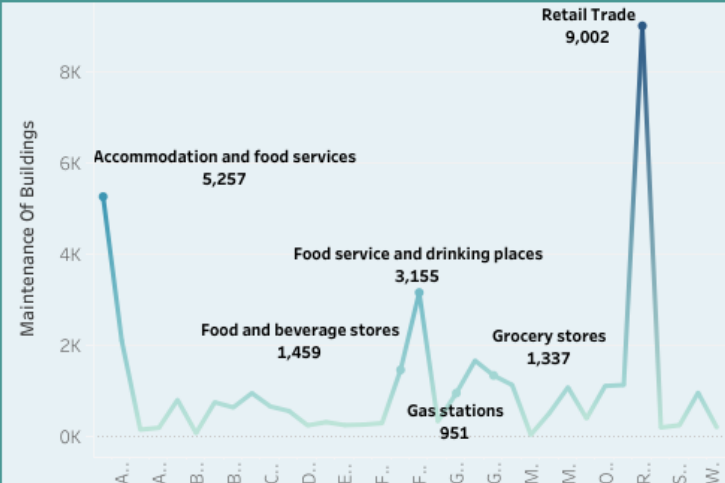 Retail Trade
9,002
8K
Accommodation and food services
5,257
6K
Maintenance Of Buildings
Food service and drinking places
3,155
4K
Food and beverage stores
1,459
Grocery stores
1,337
2K
Gas stations
951
0K
A.. A.. B.. B.. C.. D.. E.. F.. F.. G.. G.. M. M. O.. R.. S.. W.